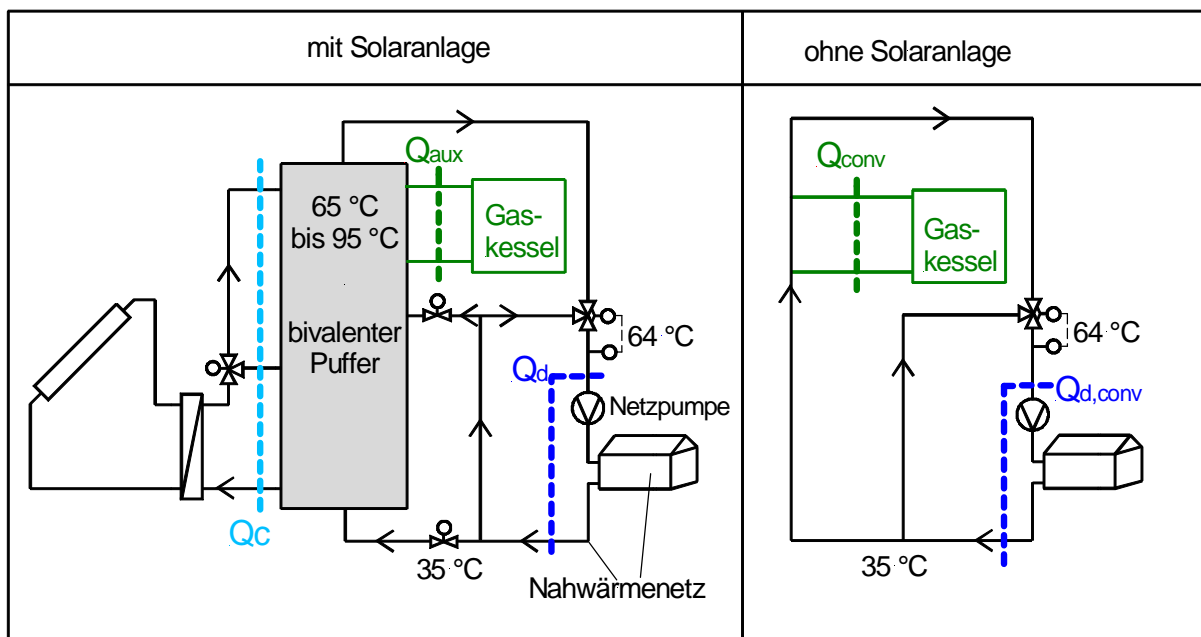 mit Solaranlage
ohne Solaranlage
Qaux
65 °C
bis 95 °C
Gas-
kessel
bivalenter
Puffer
64 °C
Qd
Netzpumpe
Qc
35 °C
Nahwärmenetz
Qconv
Gas-
kessel
64 °C
Qd,conv
35 °C